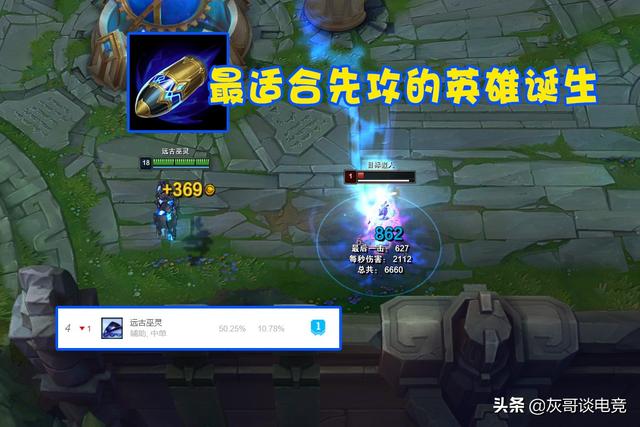 最适合先攻的英雄诞生
远古巫灵
18
+369
目标假人
1
862
最后一击: 627
每秒伤害: 2112
总共: 6660
4 1 远古巫灵 50.25% 10.78% 1
辅助, 中单
头条 @灰哥谈电竞